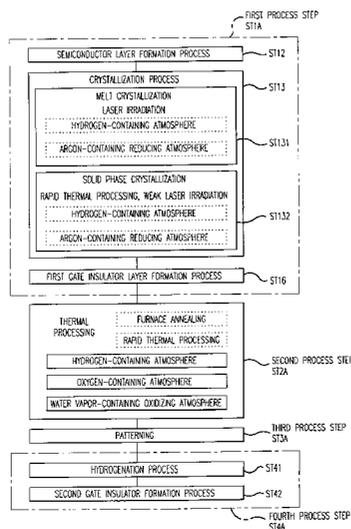 FIRST PROCESS STEP
ST1A
SEMICONDUCTOR LAYER FORMATION PROCESS
ST12
CRYSTALLIZATION PROCESS
ST13
MELT CRYSTALLIZATION
LASER IRRADIATION
HYDROGEN-CONTAINING ATMOSPHERE
ARGON-CONTAINING REDUCING ATMOSPHERE
ST131
SOLID PHASE CRYSTALLIZATION
RAPID THERMAL PROCESSING, WEAK LASER IRRADIATION
HYDROGEN-CONTAINING ATMOSPHERE
ST1132
ARGON-CONTAINING REDUCING ATMOSPHERE
FIRST GATE INSULATOR LAYER FORMATION PROCESS
ST16
THERMAL
PROCESSING
FURNACE ANNEALING
RAPID THERMAL PROCESSING
HYDROGEN-CONTAINING ATMOSPHERE
OXYGEN-CONTAINING ATMOSPHERE
WATER VAPOR-CONTAINING OXIDIZING ATMOSPHERE
SECOND PROCESS STEP
ST2A
PATTERNING
THIRD PROCESS STEP
ST3A
HYDROGENATION PROCESS
ST41
SECOND GATE INSULATOR FORMATION PROCESS
ST42
FOURTH PROCESS STEP
ST4A